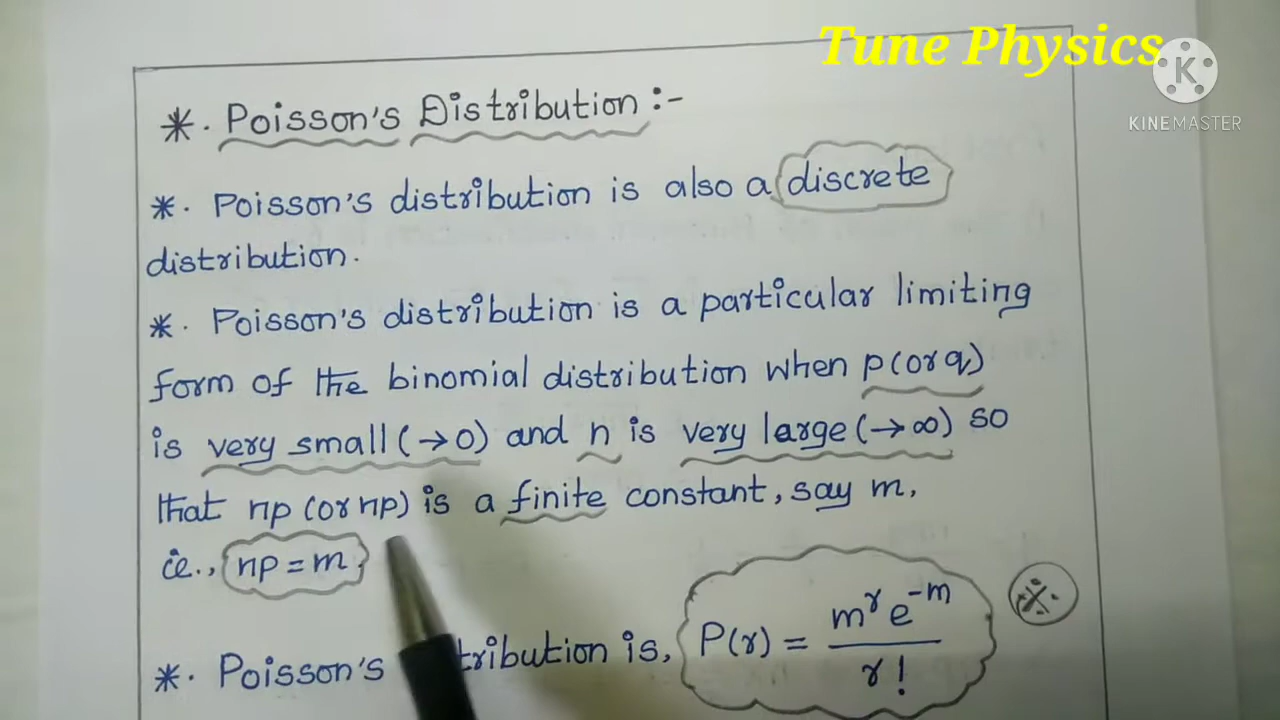 Tune Physics
KINEMASTER
*. Poisson's Distribution :-
*. Poisson's distribution is also a discrete
distribution.
*. Poisson's distribution is a particular limiting
form of the binomial distribution when p(or q)
is very small (→0) and n is very large (→∞) so
that np (or np) is a finite constant, say m,
ie., np = m.
*. Poisson's tribution is, P(r) = m^r e^-m / r!